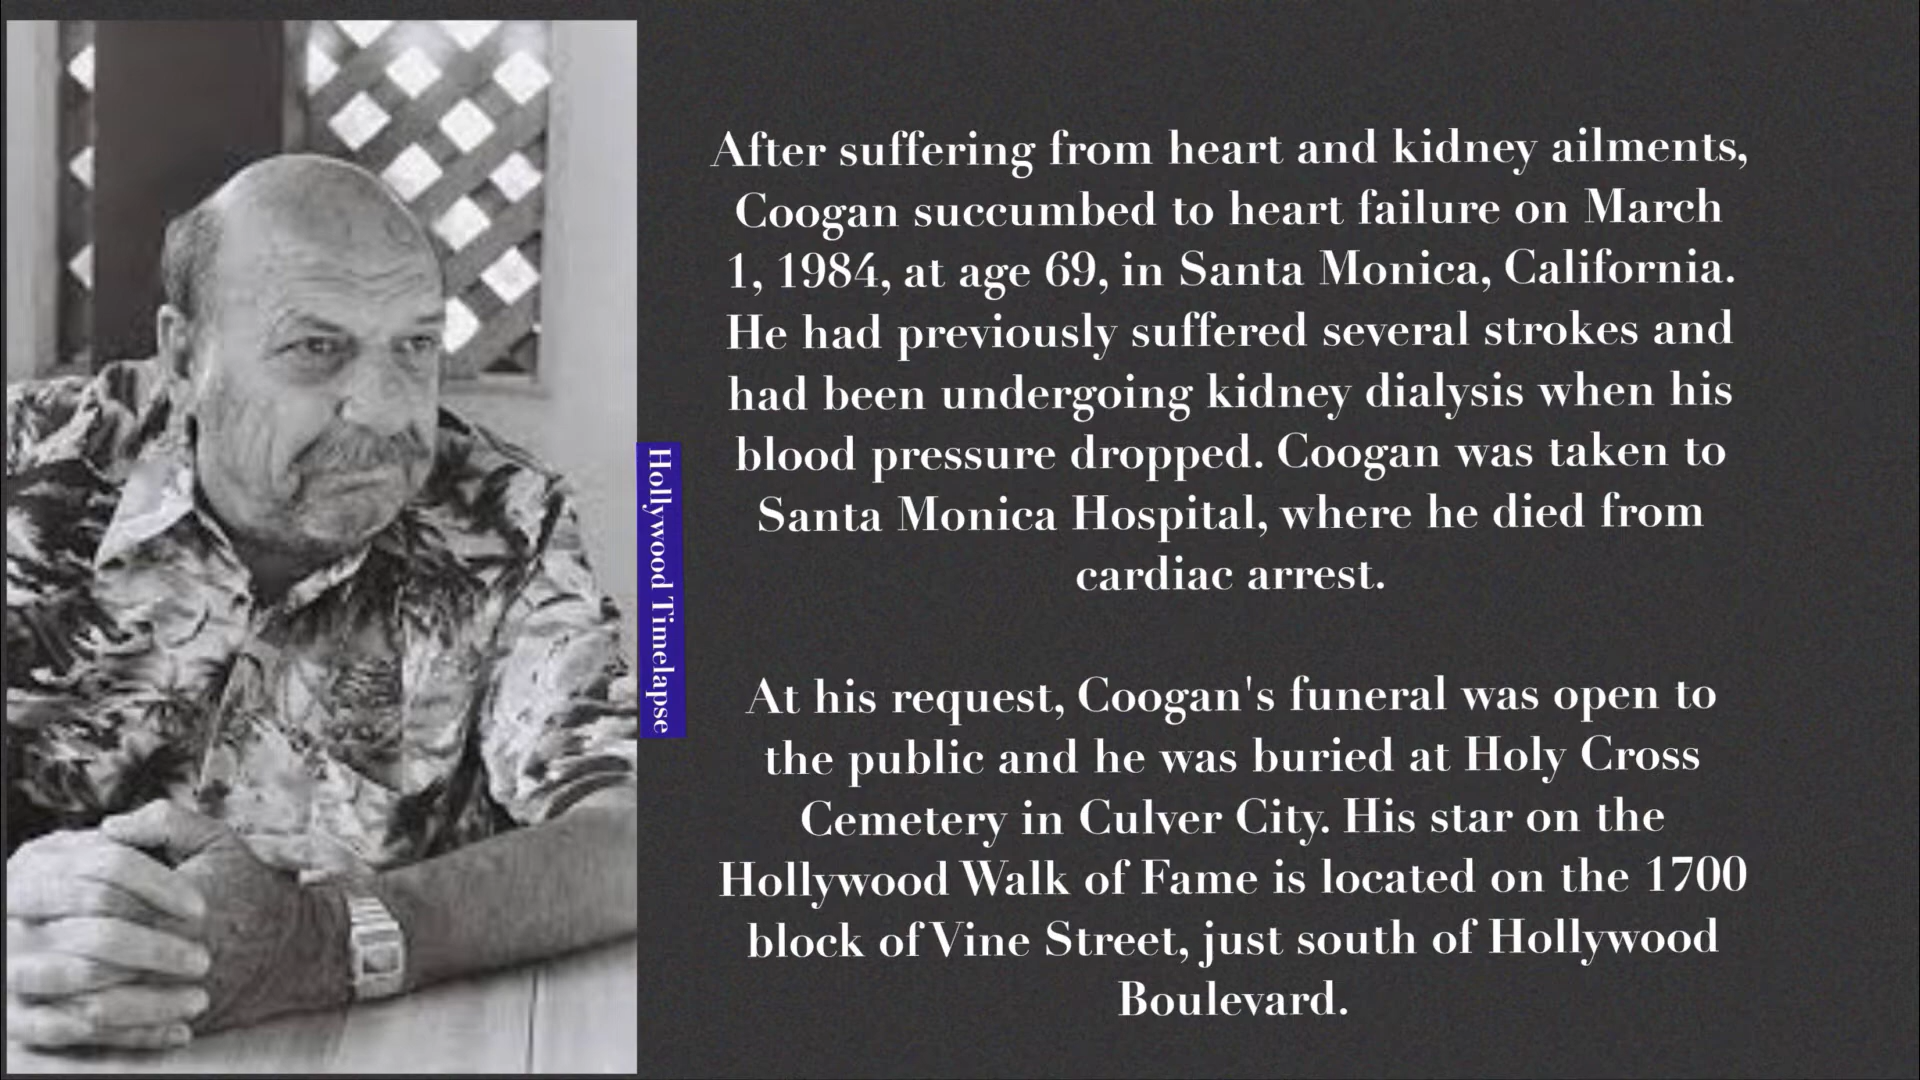 After suffering from heart and kidney ailments,
Coogan succumbed to heart failure on March
1, 1984, at age 69, in Santa Monica, California.
He had previously suffered several strokes and
had been undergoing kidney dialysis when his
blood pressure dropped. Coogan was taken to
Santa Monica Hospital, where he died from
cardiac arrest.
At his request, Coogan's funeral was open to
the public and he was buried at Holy Cross
Cemetery in Culver City. His star on the
Hollywood Walk of Fame is located on the 1700
block of Vine Street, just south of Hollywood
Boulevard.
Hollywood Timelapse